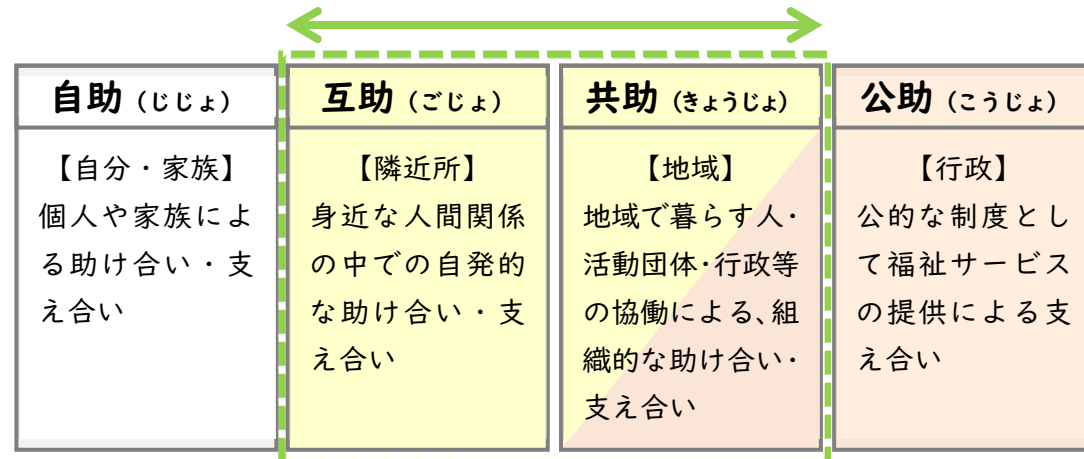 自助（じじょ）
【自分・家族】
個人や家族によ
る助け合い・支
え合い
互助（ごじょ）
【隣近所】
身近な人間関係
の中での自発的
な助け合い・支
え合い
共助（きょうじょ）
【地域】
地域で暮らす人・
活動団体・行政等
の協働による、組
織的な助け合い・
支え合い
公助（こうじょ）
【行政】
公的な制度とし
て福祉サービス
の提供による支
え合い